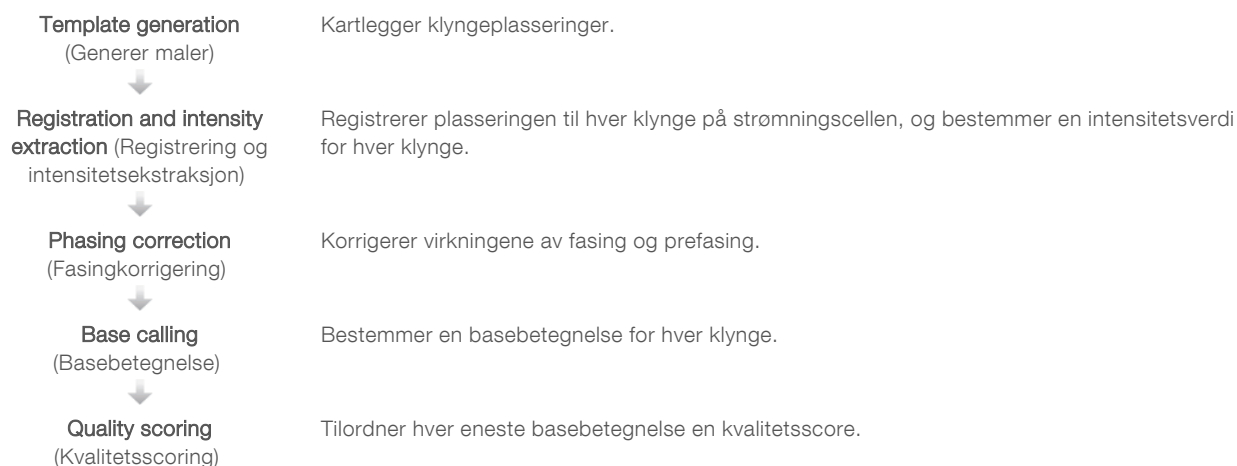 Template generation
(Generer maler)
Kartlegger klyngeplasseringer.
Registration and intensity
extraction (Registrering og
intensitetsekstraksjon)
Registrerer plasseringen til hver klynge på strømningscellen, og bestemmer en intensitetsverdi
for hver klynge.
Phasing correction
(Fasingkorrigering)
Korrigerer virkningene av fasing og prefasing.
Base calling
(Basebetegnelse)
Bestemmer en basebetegnelse for hver klynge.
Quality scoring
(Kvalitetsscoring)
Tilordner hver eneste basebetegnelse en kvalitetsscore.